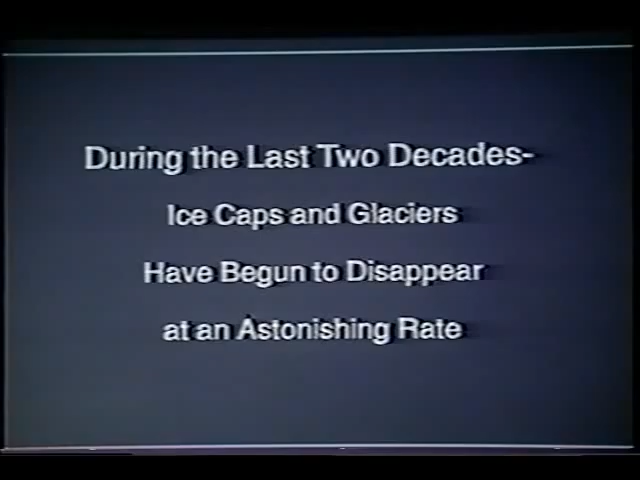 During the Last Two Decades-
Ice Caps and Glaciers
Have Begun to Disappear
at an Astonishing Rate